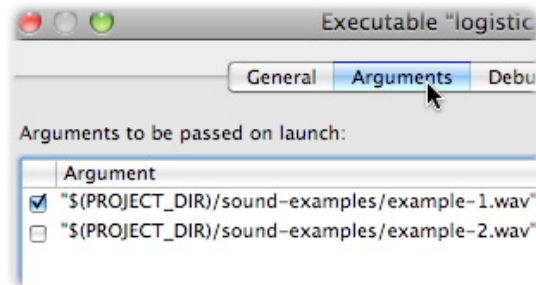 Executable "logistic
General Arguments Debu
Arguments to be passed on launch:
Argument
"$(PROJECT_DIR)/sound-examples/example-1.wav"
"$(PROJECT_DIR)/sound-examples/example-2.wav"